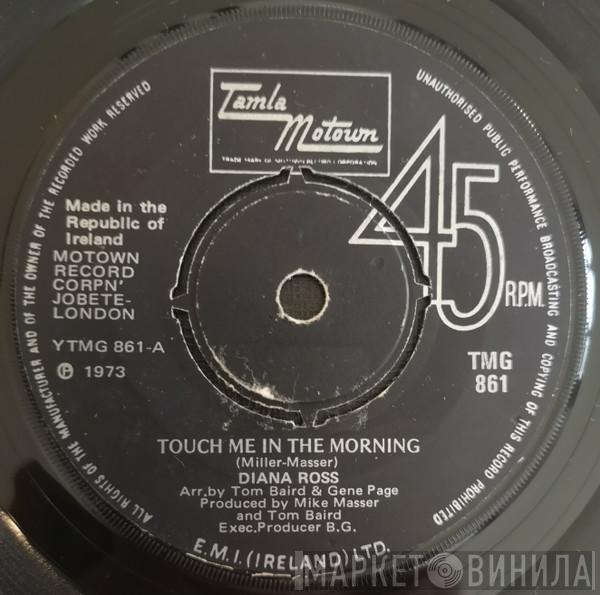 Tamla
Motown
TRADE MARK OF MOTOWN RECORD CORPORATION
45
R.P.M.
Made in the
Republic of
Ireland
MOTOWN
RECORD
CORPN'
JOBETE-
LONDON
YTMG 861-A
℗ 1973
TMG
861
TOUCH ME IN THE MORNING
(Miller-Masser)
DIANA ROSS
Arr.by Tom Baird & Gene Page
Produced by Mike Masser
and Tom Baird
Exec.Producer B.G.
E.M.I.(IRELAND) LTD.
ALL RIGHTS OF THE MANUFACTURER AND OF THE OWNER OF THE RECORDED WORK RESERVED
UNAUTHORISED PUBLIC PERFORMANCE BROADCASTING AND COPYING OF THIS RECORD PROHIBITED
МАРКЕТ ВИНИЛА